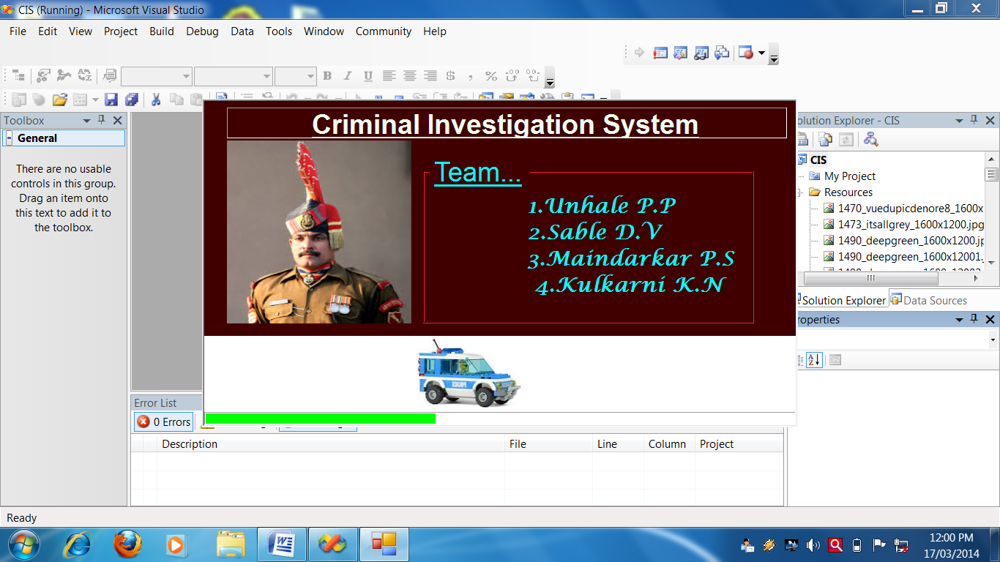 CIS (Running) - Microsoft Visual Studio
File Edit View Project Build Debug Data Tools Window Community Help
Toolbox
General
There are no usable
controls in this group.
Drag an item onto
this text to add it to
the toolbox.
Criminal Investigation System
Team...
1.Unhale P.P
2.Sable D.V
3.Maindarkar P.S
4.Kulkarni K.N
POLICE
olution Explorer - CIS
CIS
My Project
Resources
1470_vuedupicdenore8_1600x
1473_itsallgrey_1600x1200.jpg
1490_deepgreen_1600x1200.jp
1490_deepgreen_1600x12001.
Solution Explorer Data Sources
roperties
Error List
0 Errors
Description File Line Column Project
Ready
12:00 PM
17/03/2014